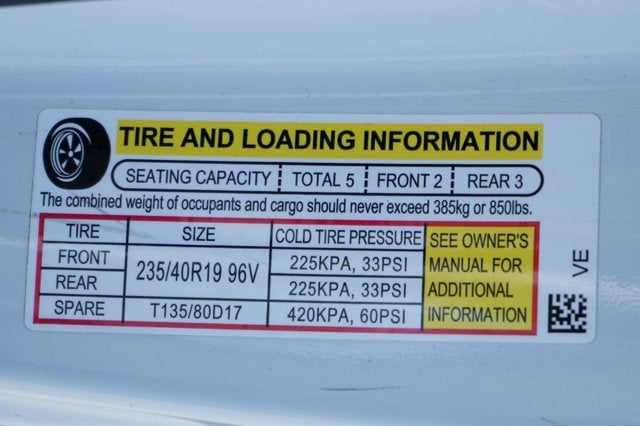 TIRE AND LOADING INFORMATION
SEATING CAPACITY TOTAL 5 FRONT 2 REAR 3
The combined weight of occupants and cargo should never exceed 385kg or 850lbs.
TIRE SIZE COLD TIRE PRESSURE
FRONT 235/40R19 96V 225KPA, 33PSI
REAR 225KPA, 33PSI
SPARE T135/80D17 420KPA, 60PSI
SEE OWNER'S
MANUAL FOR
ADDITIONAL
INFORMATION
VE